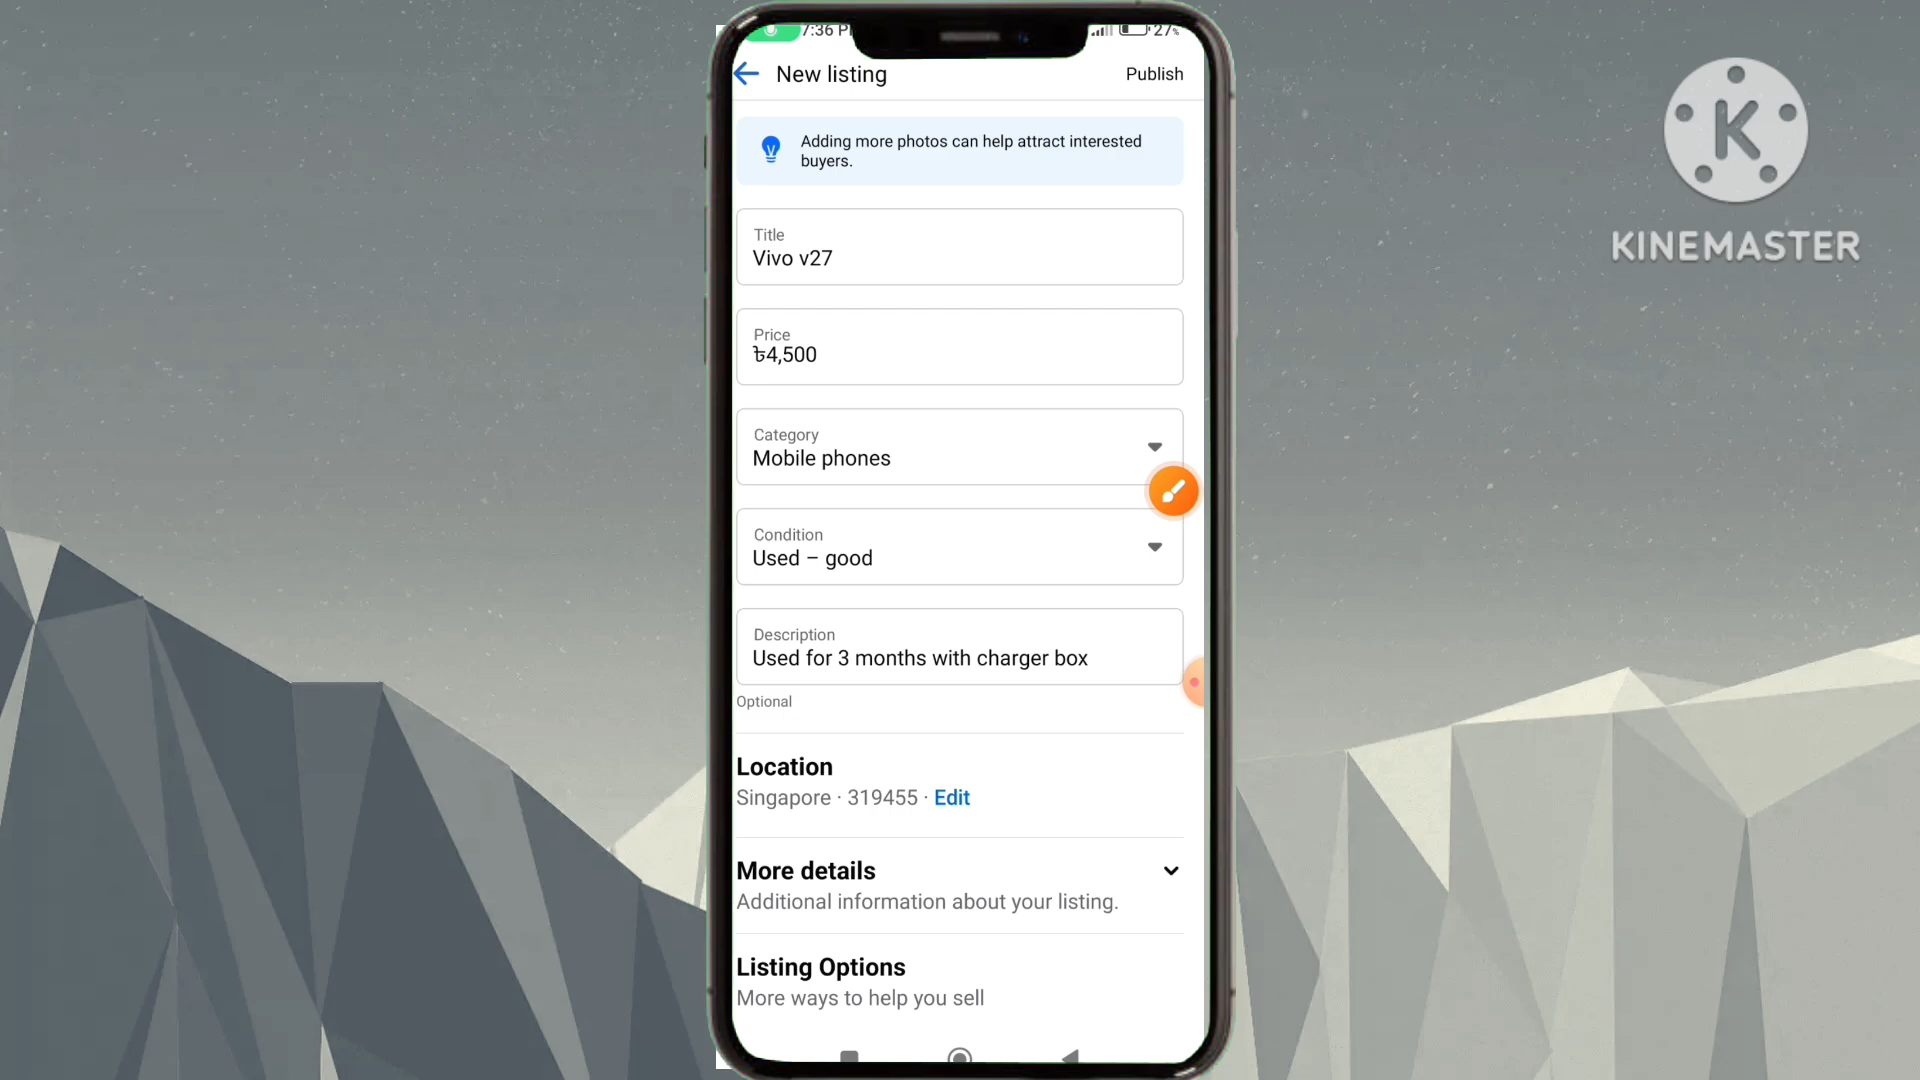 7:36 P
27%
New listing
Publish
Adding more photos can help attract interested
buyers.
Title
Vivo v27
Price
৳4,500
Category
Mobile phones
Condition
Used – good
Description
Used for 3 months with charger box
Optional
Location
Singapore · 319455 · Edit
More details
Additional information about your listing.
Listing Options
More ways to help you sell
K
KINEMASTER